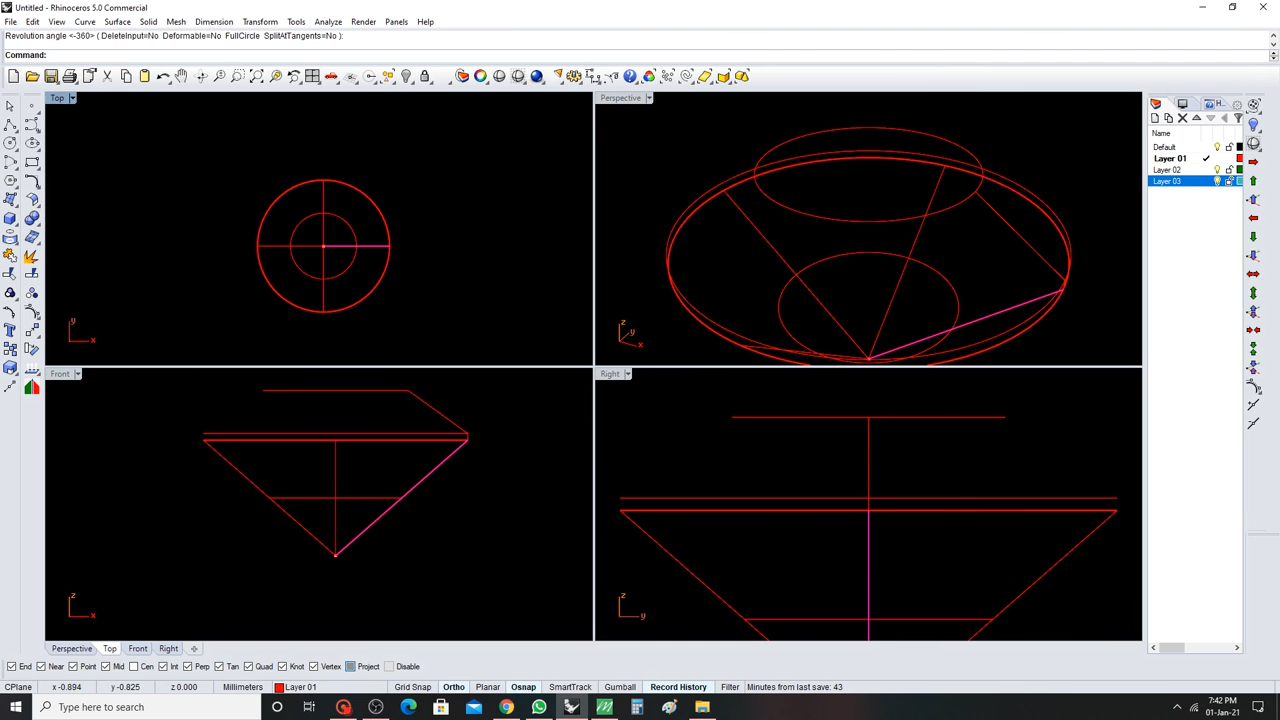 Untitled - Rhinoceros 5.0 Commercial
File Edit View Curve Surface Solid Mesh Dimension Transform Tools Analyze Render Panels Help
Revolution angle <-360> ( DeleteInput=No Deformable=No FullCircle SplitAtTangents=No ):
Command:
Top
Perspective
H...
Name
Default
Layer 01
Layer 02
Layer 03
y
x
z
y
x
Front
Right
z
x
z
y
Perspective Top Front Right
End Near Point Mid Cen Int Perp Tan Quad Knot Vertex Project Disable
CPlane x -0.894 y -0.825 z 0.000 Millimeters Layer 01 Grid Snap Ortho Planar Osnap SmartTrack Gumball Record History Filter Minutes from last save: 43
Type here to search
7:42 PM
01-Jan-21